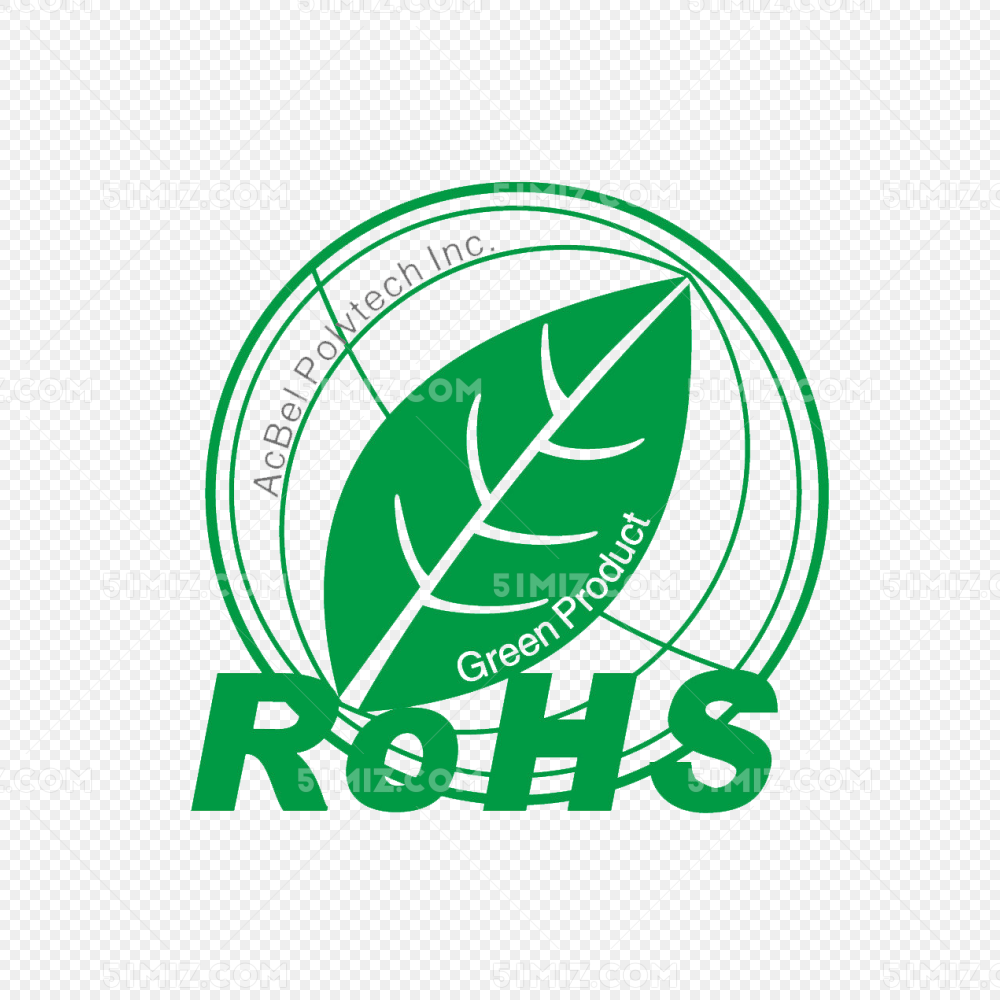 AcBel Polytech Inc.
Green Product
RoHS
51MIZ.COM